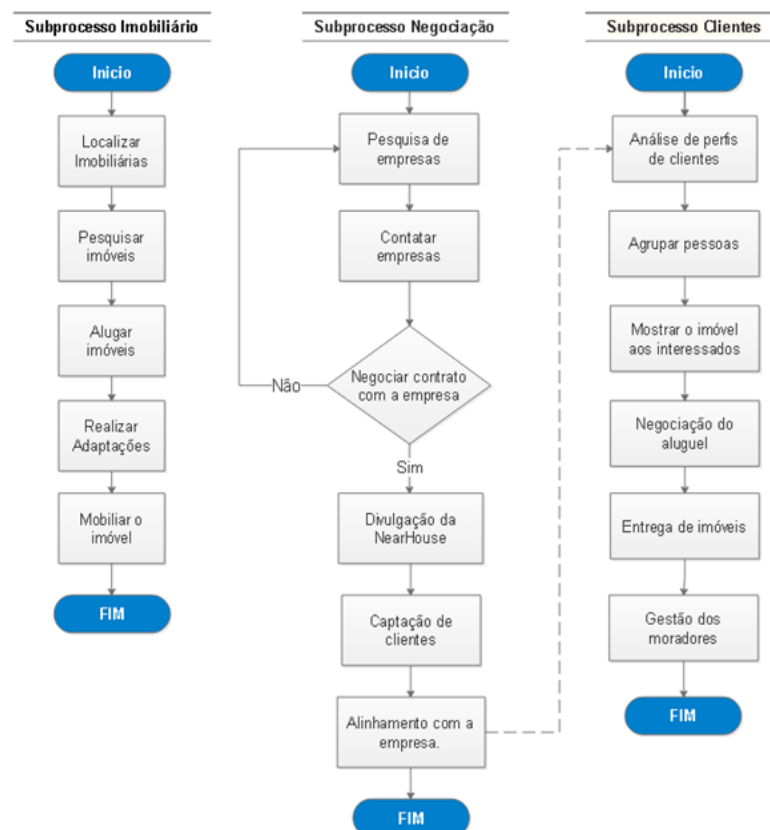 Subprocesso Imobiliário
Início
Localizar
Imobiliárias
Pesquisar
imóveis
Alugar
imóveis
Realizar
Adaptações
Mobiliar o
imóvel
FIM
Subprocesso Negociação
Início
Pesquisa de
empresas
Contatar
empresas
Negociar contrato
com a empresa
Não
Sim
Divulgação da
NearHouse
Captação de
clientes
Alinhamento com a
empresa.
FIM
Subprocesso Clientes
Início
Análise de perfis
de clientes
Agrupar pessoas
Mostrar o imóvel
aos interessados
Negociação do
aluguel
Entrega de imóveis
Gestão dos
moradores
FIM